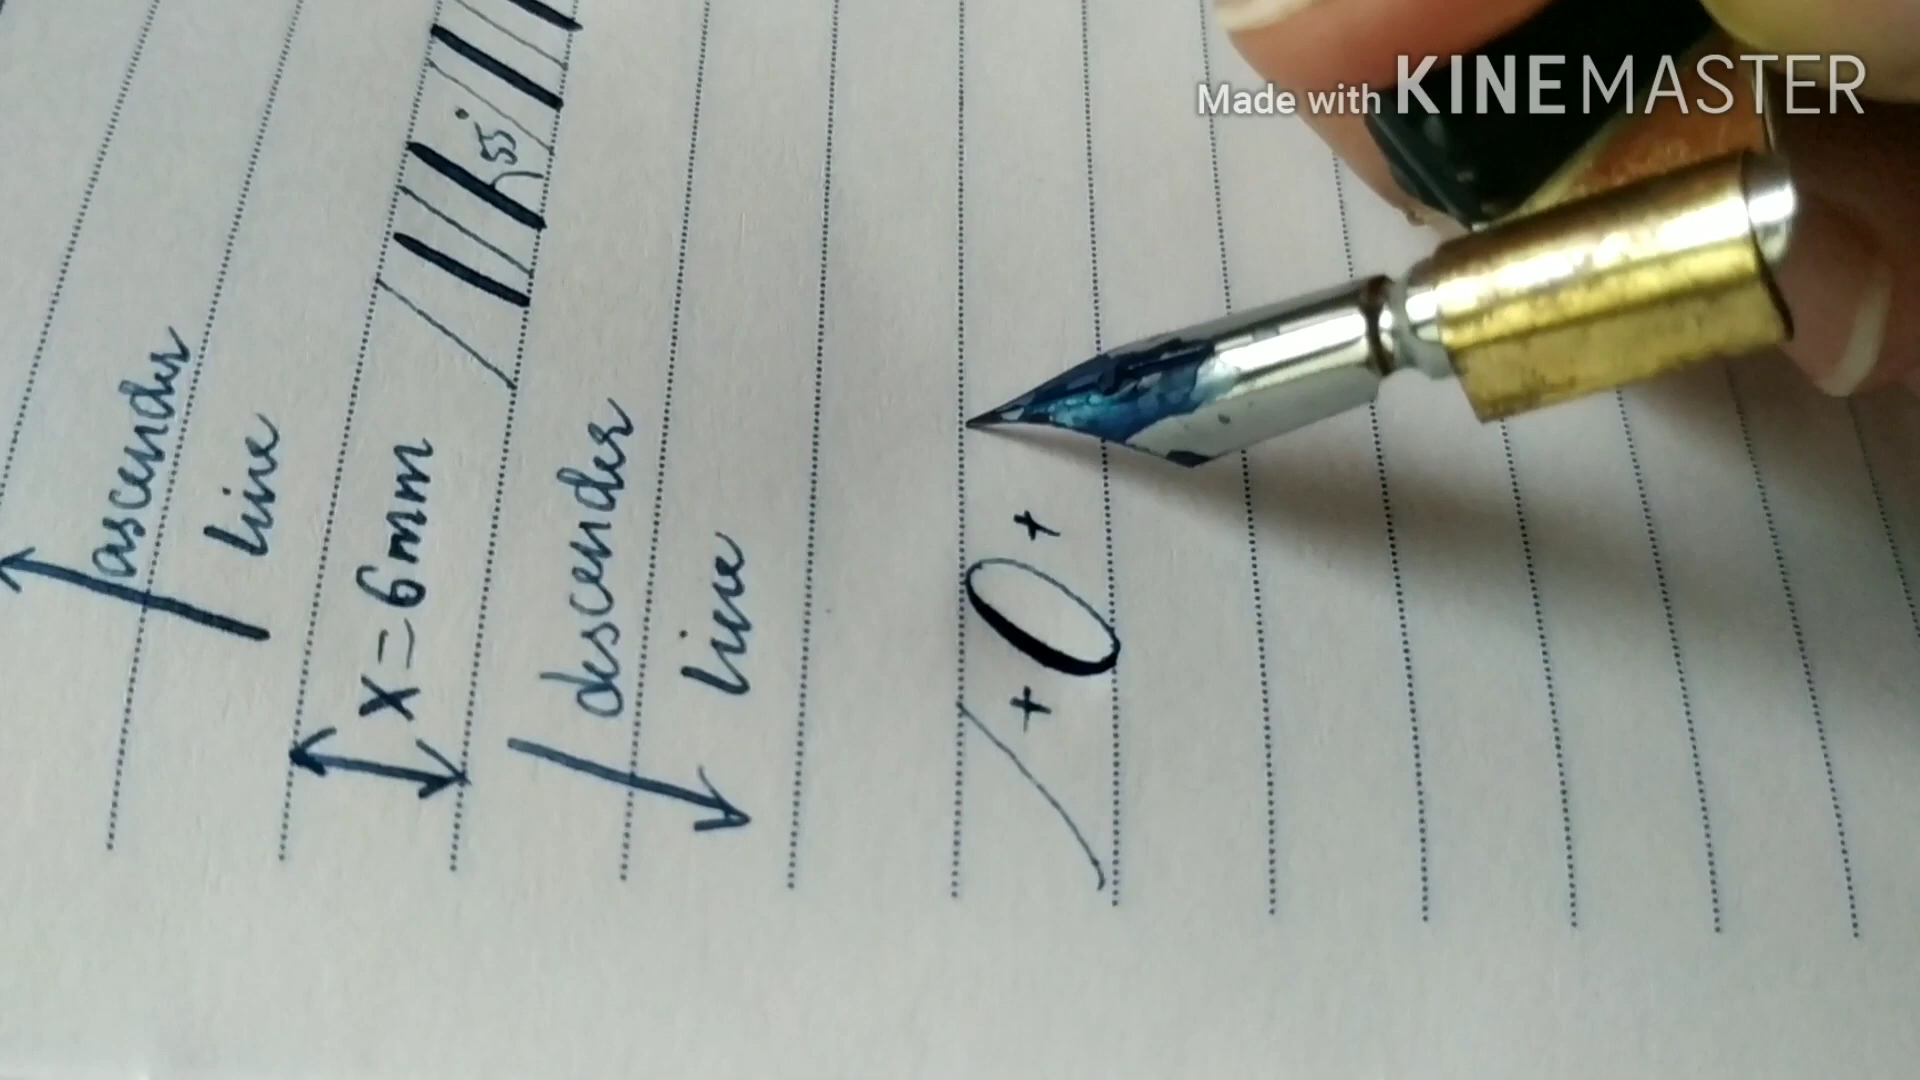 Made with KINEMASTER
ascender
line
x = 6mm
55°
descender
line
+ O +